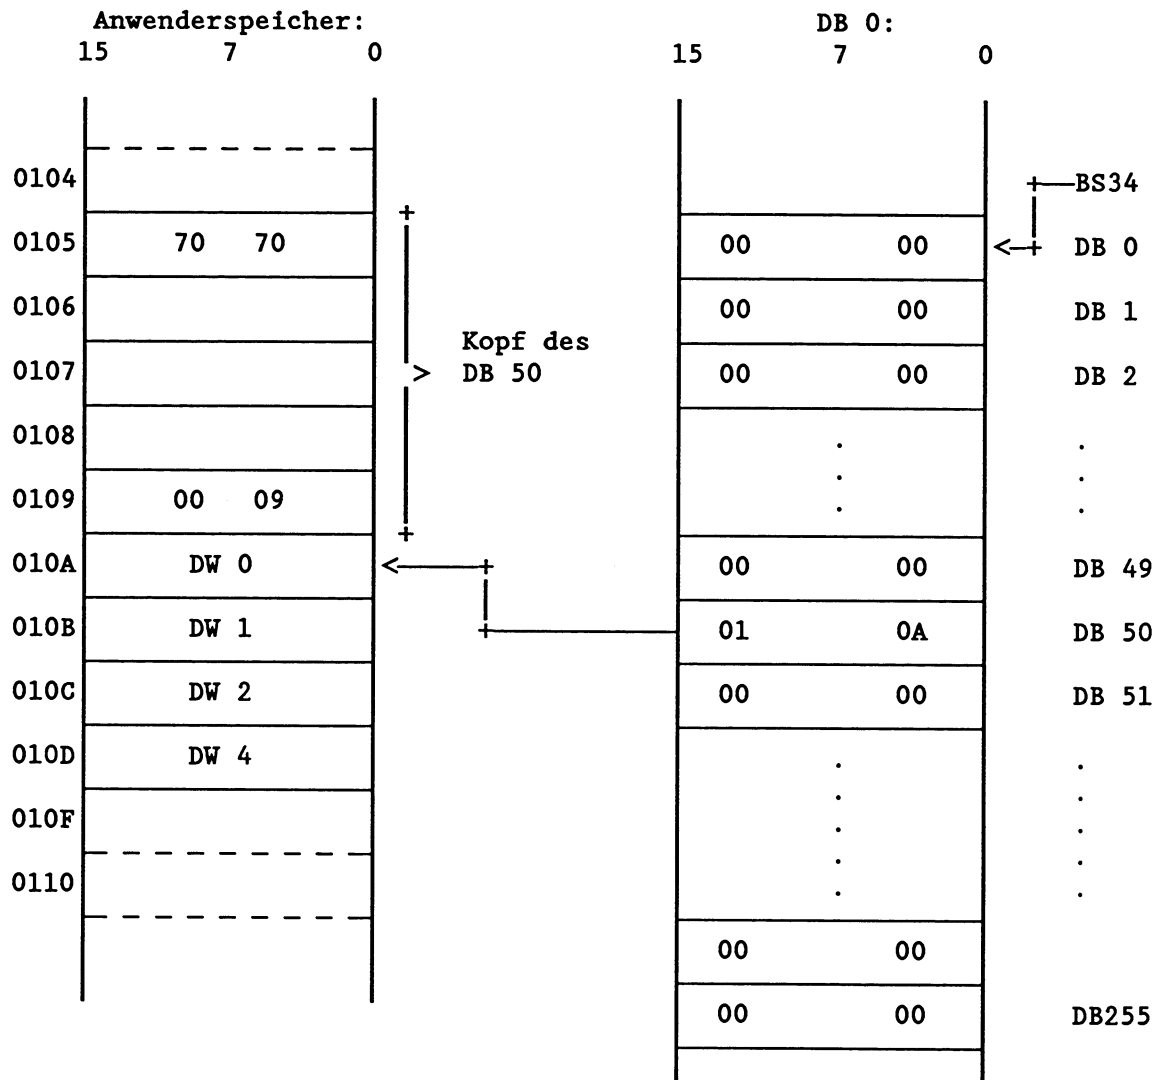 Anwenderspeicher: DB 0:
15 7 0 15 7 0
0104 BS34
0105 70 70 00 00 DB 0
0106 00 00 DB 1
Kopf des
0107 DB 50 00 00 DB 2
0108 . .
. .
0109 00 09 . .
010A DW 0 00 00 DB 49
010B DW 1 01 0A DB 50
010C DW 2 00 00 DB 51
010D DW 4 . .
. .
010F . .
. .
0110 . .
00 00
00 00 DB255